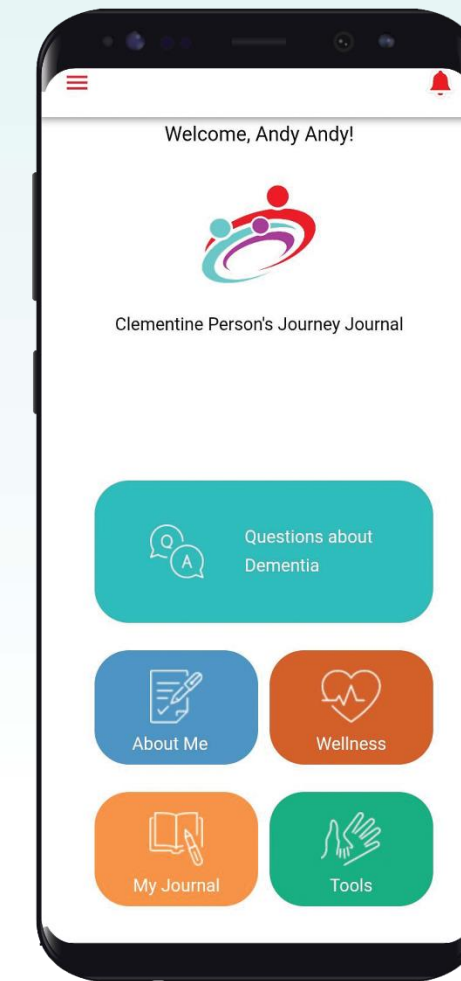 Welcome, Andy Andy!
Clementine Person's Journey Journal
Q
A
Questions about
Dementia
About Me
Wellness
My Journal
Tools